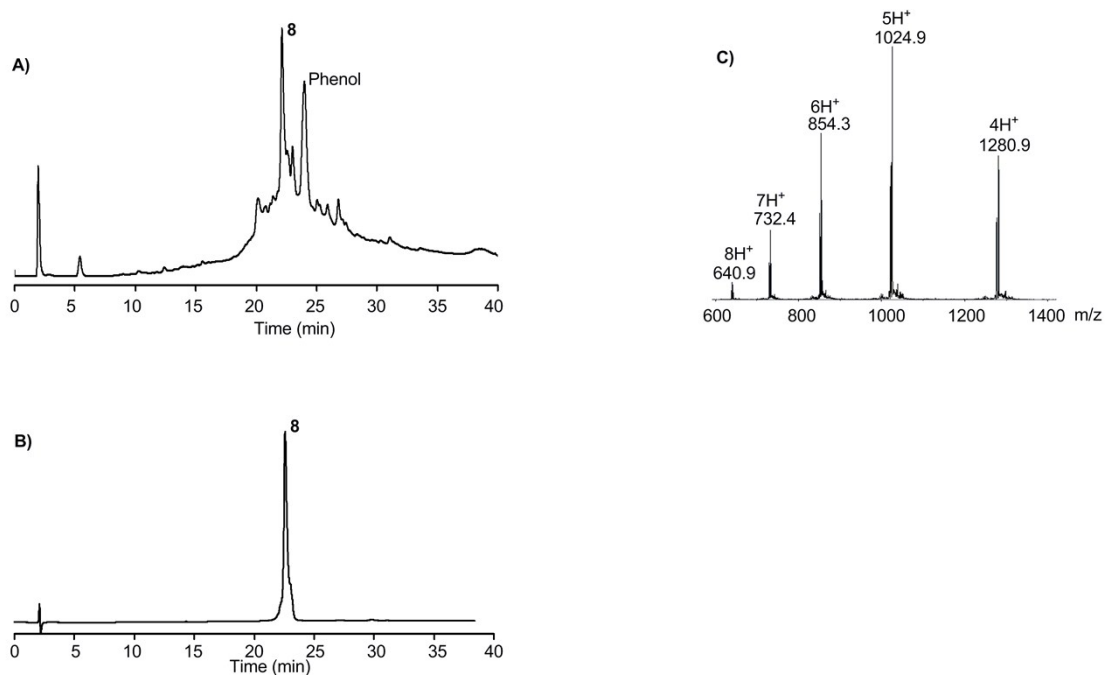 A)
8
Phenol
0 5 10 15 20 25 30 35 40
Time (min)
B)
8
0 5 10 15 20 25 30 35 40
Time (min)
C)
5H+
1024.9
6H+
854.3
4H+
1280.9
7H+
732.4
8H+
640.9
600 800 1000 1200 1400 m/z